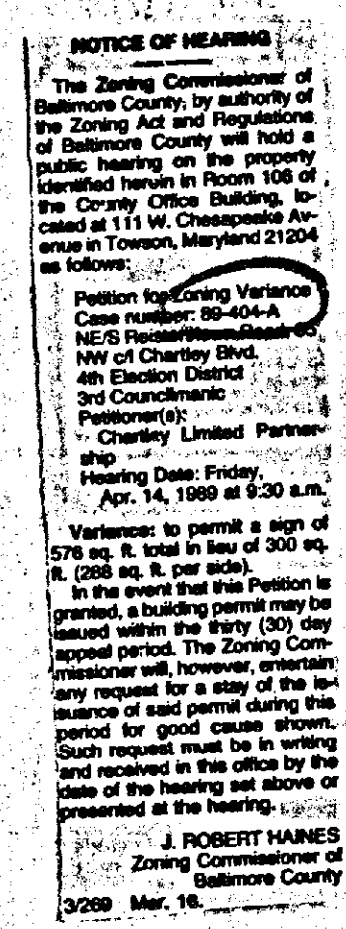 NOTICE OF HEARING
The Zoning Commissioner of
Baltimore County, by authority of
the Zoning Act and Regulations
of Baltimore County will hold a
public hearing on the property
identified herein in Room 106 of
the County Office Building, lo-
cated at 111 W. Chesapeake Av-
enue in Towson, Maryland 21204
as follows:
Petition for Zoning Variance
Case number: 89-404-A
NE/S Reisterstown Road
NW c/l Chartley Blvd.
4th Election District
3rd Councilmanic
Petitioner(s):
Chartley Limited Partner-
ship
Hearing Date: Friday,
Apr. 14, 1989 at 9:30 a.m.
Variance: to permit a sign of
576 sq. ft. total in lieu of 300 sq.
ft. (288 sq. ft. per side).
In the event that this Petition is
granted, a building permit may be
issued within the thirty (30) day
appeal period. The Zoning Com-
missioner will, however, entertain
any request for a stay of the is-
suance of said permit during this
period for good cause shown.
Such request must be in writing
and received in this office by the
date of the hearing set above or
presented at the hearing.
J. ROBERT HAINES
Zoning Commissioner of
Baltimore County
3/269 Mar. 16.